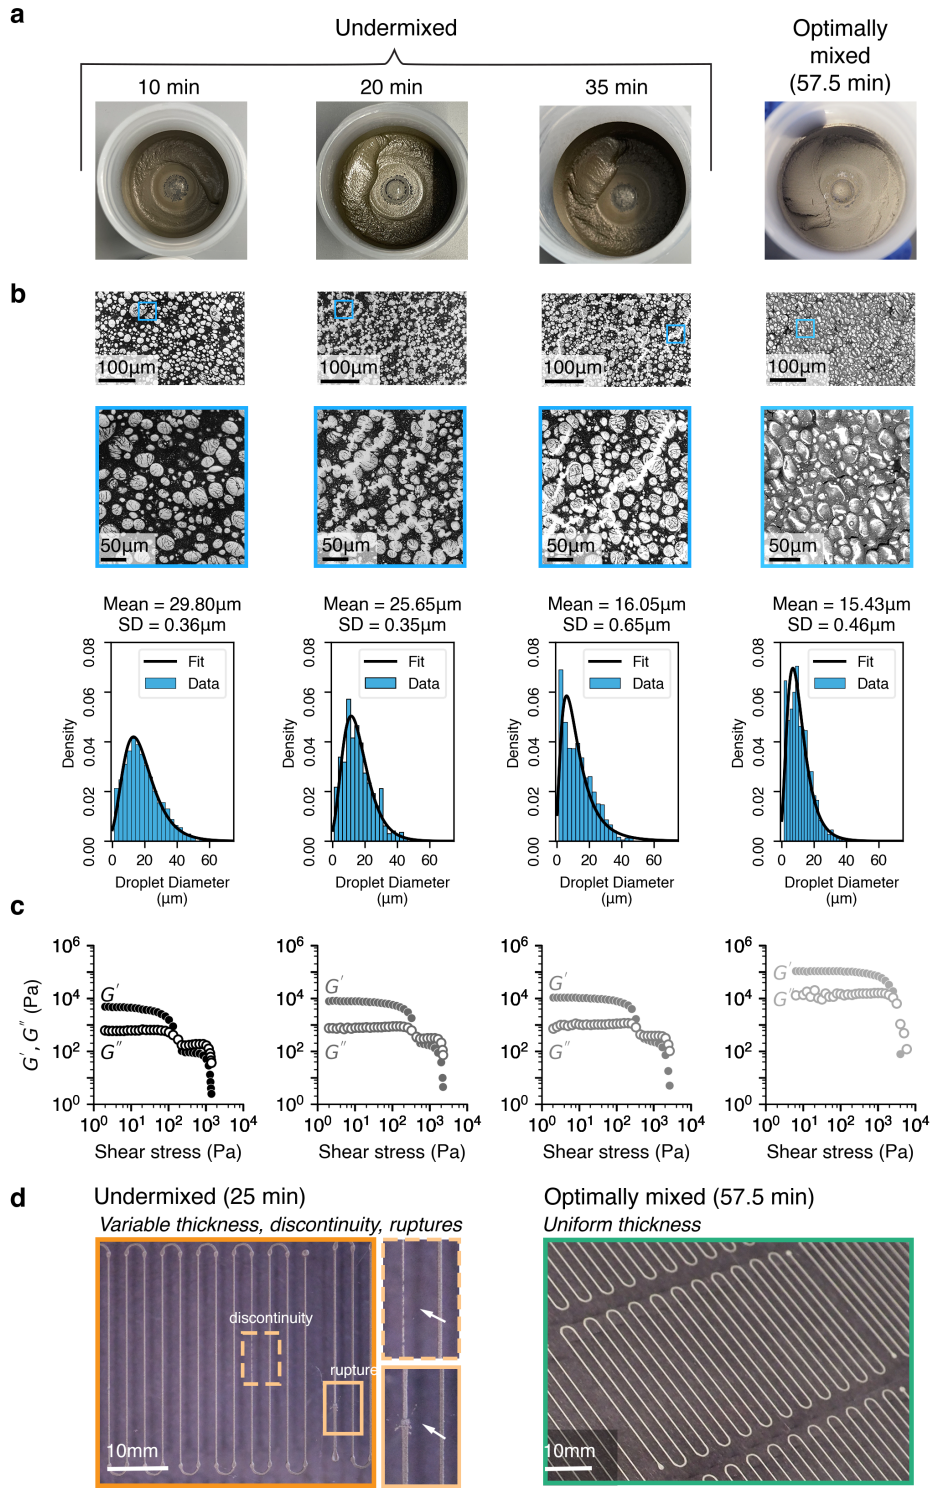 a
Undermixed
Optimally
mixed
(57.5 min)
10 min
20 min
35 min
b
100μm
100μm
100μm
100μm
50μm
50μm
50μm
50μm
Mean = 29.80μm
SD = 0.36μm
Mean = 25.65μm
SD = 0.35μm
Mean = 16.05μm
SD = 0.65μm
Mean = 15.43μm
SD = 0.46μm
Density
0.08
0.06
0.04
0.02
0.00
Fit
Data
0 20 40 60
Droplet Diameter
(μm)
Density
0.08
0.06
0.04
0.02
0.00
Fit
Data
0 20 40 60
Droplet Diameter
(μm)
Density
0.08
0.06
0.04
0.02
0.00
Fit
Data
0 20 40 60
Droplet Diameter
(μm)
Density
0.08
0.06
0.04
0.02
0.00
Fit
Data
0 20 40 60
Droplet Diameter
(μm)
c
G′, G″ (Pa)
10⁶
10⁴
10²
10⁰
G′
G″
10⁰ 10¹ 10² 10³ 10⁴
Shear stress (Pa)
10⁶
10⁴
10²
10⁰
G′
G″
10⁰ 10¹ 10² 10³ 10⁴
Shear stress (Pa)
10⁶
10⁴
10²
10⁰
G′
G″
10⁰ 10¹ 10² 10³ 10⁴
Shear stress (Pa)
10⁶
10⁴
10²
10⁰
G′
G″
10⁰ 10¹ 10² 10³ 10⁴
Shear stress (Pa)
d
Undermixed (25 min)
Variable thickness, discontinuity, ruptures
discontinuity
rupture
10mm
Optimally mixed (57.5 min)
Uniform thickness
10mm